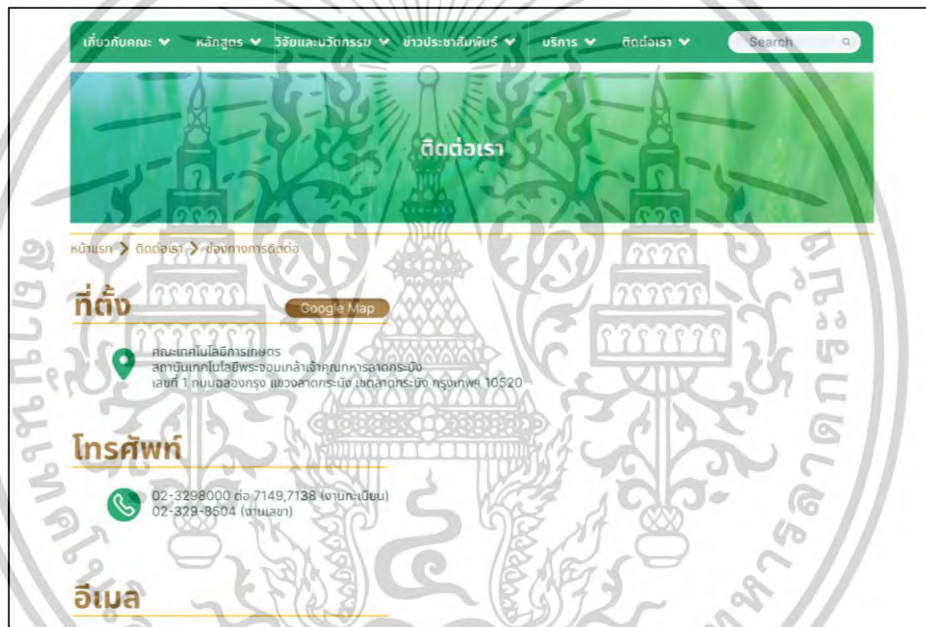 เกี่ยวกับคณะ หลักสูตร วิจัยและนวัตกรรม ข่าวประชาสัมพันธ์ บริการ ติดต่อเรา Search
ติดต่อเรา
หน้าแรก > ติดต่อเรา > ช่องทางการติดต่อ
ที่ตั้ง Google Map
คณะเทคโนโลยีการเกษตร
สถาบันเทคโนโลยีพระจอมเกล้าเจ้าคุณทหารลาดกระบัง
เลขที่ 1 ถนนฉลองกรุง แขวงลาดกระบัง เขตลาดกระบัง กรุงเทพฯ 10520
โทรศัพท์
02-3298000 ต่อ 7149,7138 (งานทะเบียน)
02-329-8504 (งานเลขา)
อีเมล